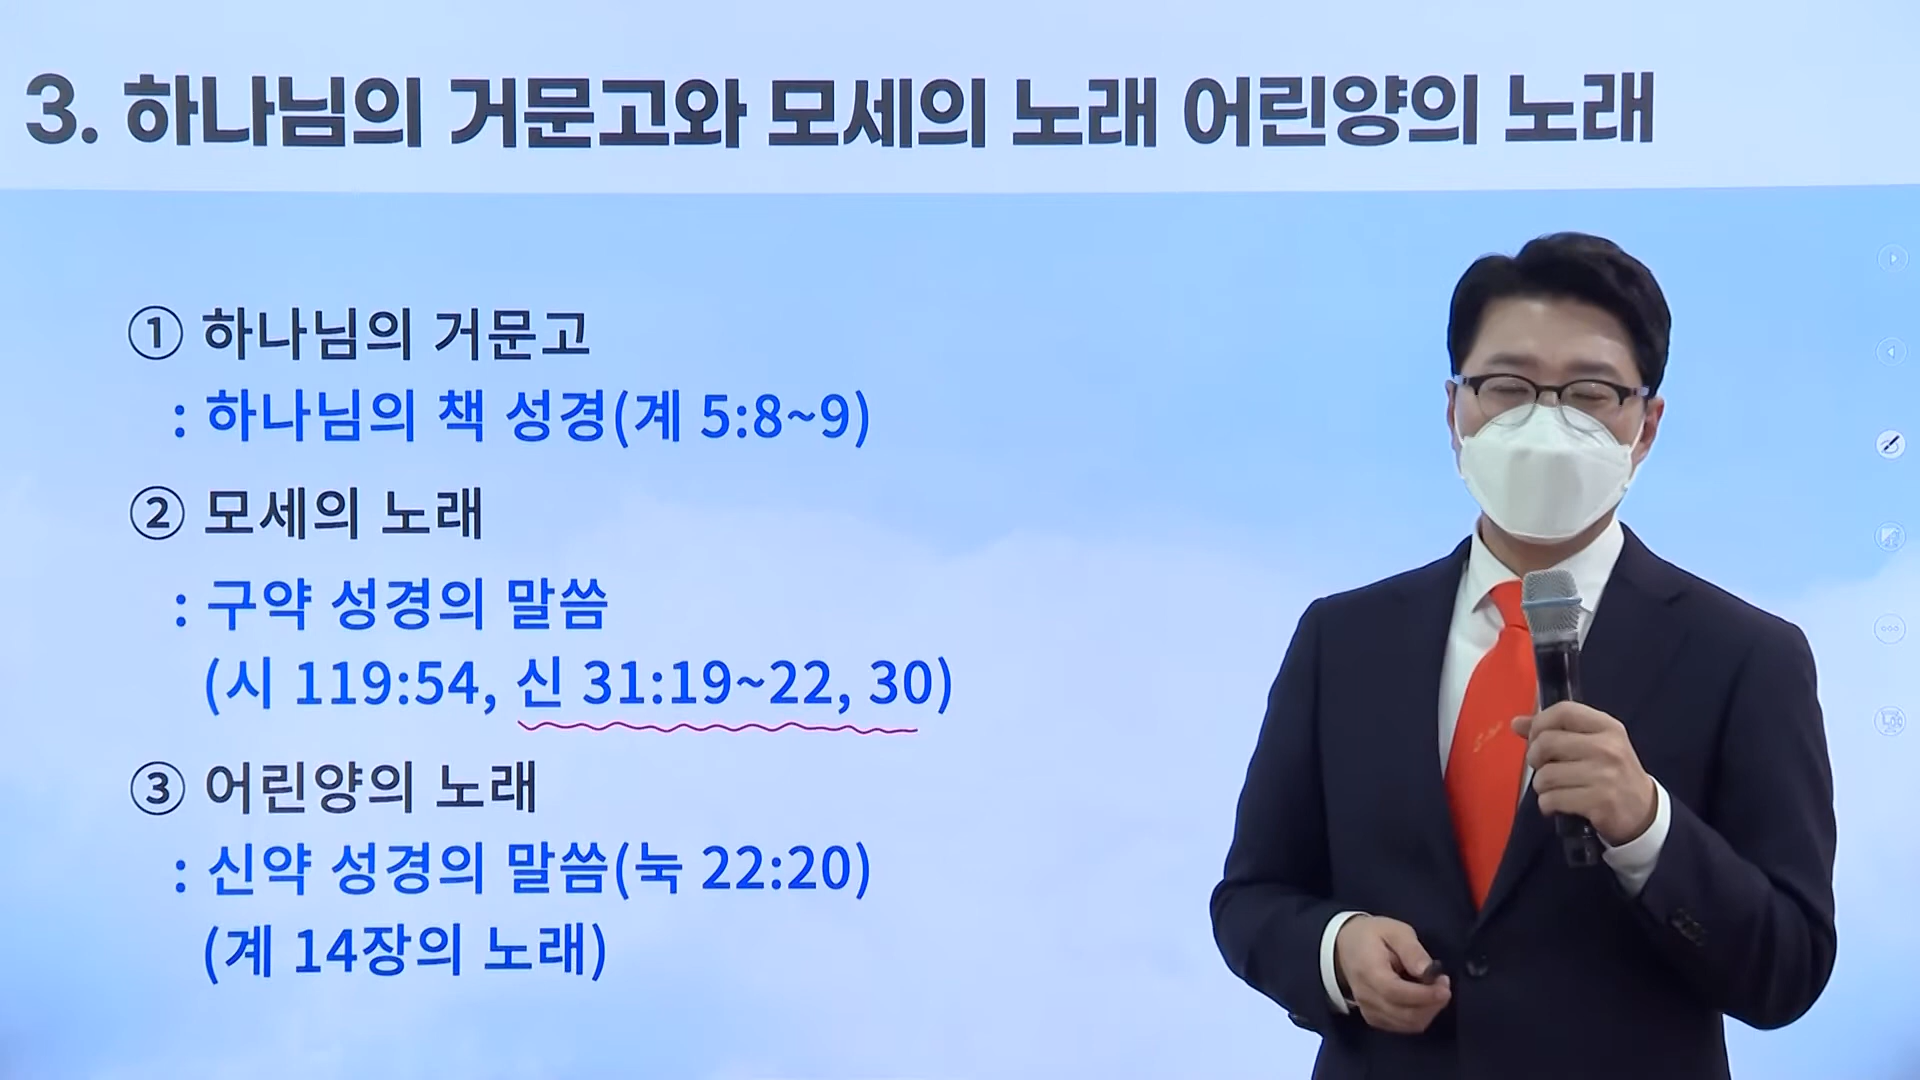 3. 하나님의 거문고와 모세의 노래 어린양의 노래
① 하나님의 거문고
: 하나님의 책 성경(계 5:8~9)
② 모세의 노래
: 구약 성경의 말씀
(시 119:54, 신 31:19~22, 30)
③ 어린양의 노래
: 신약 성경의 말씀(눅 22:20)
(계 14장의 노래)